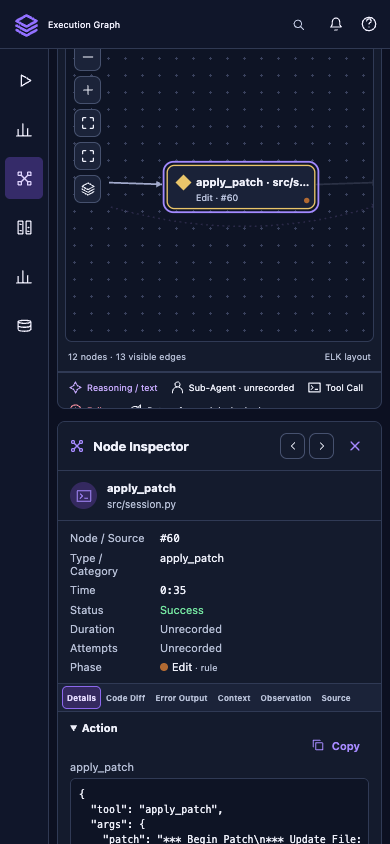 Execution Graph
apply_patch · src/s...
Edit · #60
12 nodes · 13 visible edges
ELK layout
Reasoning / text
Sub-Agent · unrecorded
Tool Call
Node Inspector
apply_patch
src/session.py
Node / Source #60
Type / Category apply_patch
Time 0:35
Status Success
Duration Unrecorded
Attempts Unrecorded
Phase Edit · rule
Details Code Diff Error Output Context Observation Source
▼ Action
Copy
apply_patch
{
"tool": "apply_patch",
"args": {
"patch": "*** Begin Patch\n*** Update File: